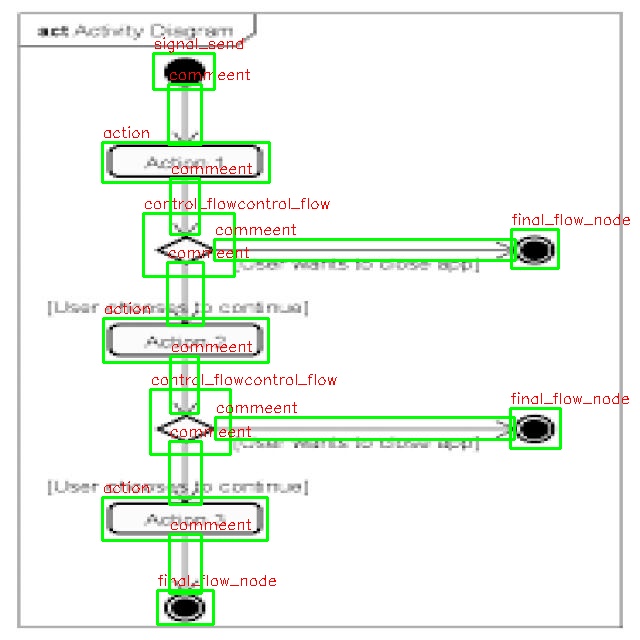 act Activity Diagram
signal_send
commeent
action
Action 1
commeent
control_flowcontrol_flow
final_flow_node
commeent
commeent
[User wants to close app]
[User chooses to continue]
action
Action 2
commeent
control_flowcontrol_flow
final_flow_node
commeent
commeent
[User wants to close app]
[User chooses to continue]
action
Action 3
commeent
final_flow_node